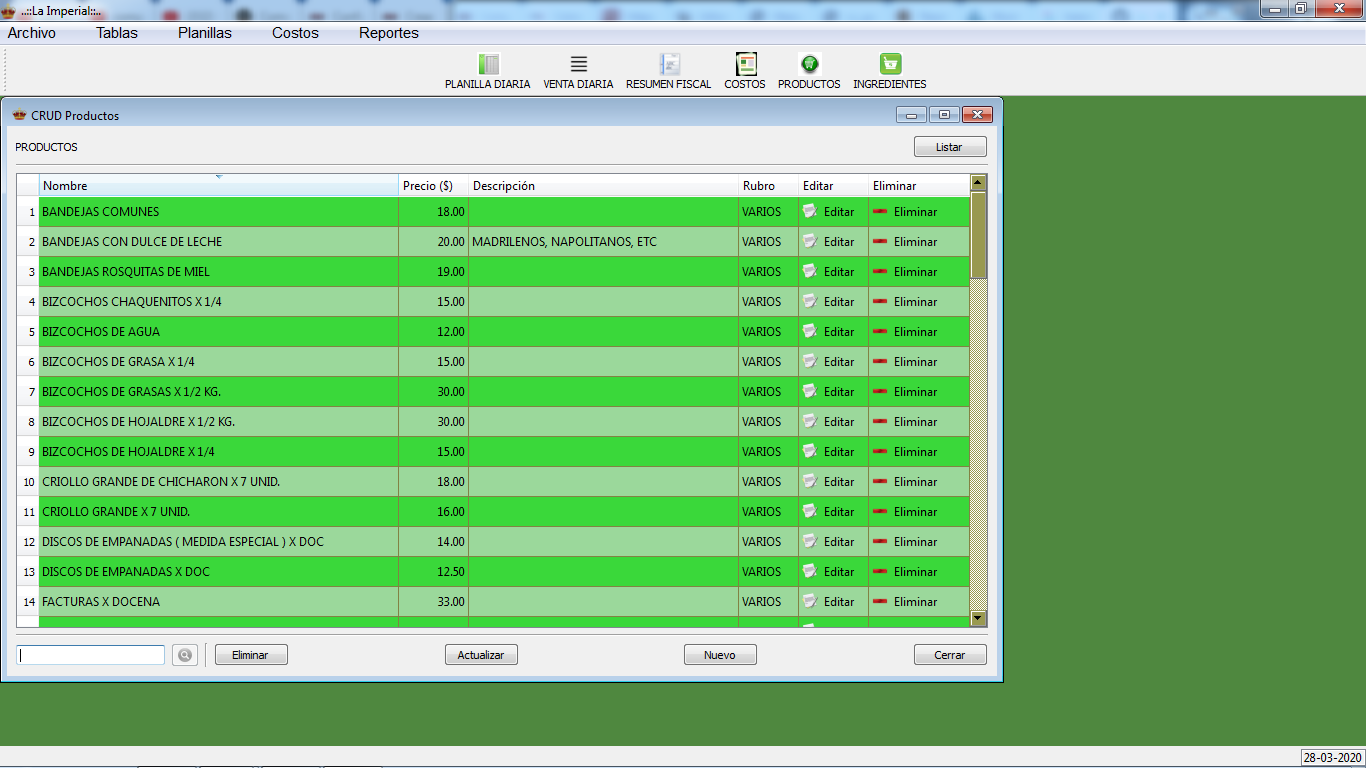 ..::La Imperial::..
Archivo Tablas Planillas Costos Reportes
PLANILLA DIARIA VENTA DIARIA RESUMEN FISCAL COSTOS PRODUCTOS INGREDIENTES
CRUD Productos
PRODUCTOS Listar
Nombre Precio ($) Descripción Rubro Editar Eliminar
1 BANDEJAS COMUNES 18.00 VARIOS Editar Eliminar
2 BANDEJAS CON DULCE DE LECHE 20.00 MADRILENOS, NAPOLITANOS, ETC VARIOS Editar Eliminar
3 BANDEJAS ROSQUITAS DE MIEL 19.00 VARIOS Editar Eliminar
4 BIZCOCHOS CHAQUENITOS X 1/4 15.00 VARIOS Editar Eliminar
5 BIZCOCHOS DE AGUA 12.00 VARIOS Editar Eliminar
6 BIZCOCHOS DE GRASA X 1/4 15.00 VARIOS Editar Eliminar
7 BIZCOCHOS DE GRASAS X 1/2 KG. 30.00 VARIOS Editar Eliminar
8 BIZCOCHOS DE HOJALDRE X 1/2 KG. 30.00 VARIOS Editar Eliminar
9 BIZCOCHOS DE HOJALDRE X 1/4 15.00 VARIOS Editar Eliminar
10 CRIOLLO GRANDE DE CHICHARON X 7 UNID. 18.00 VARIOS Editar Eliminar
11 CRIOLLO GRANDE X 7 UNID. 16.00 VARIOS Editar Eliminar
12 DISCOS DE EMPANADAS ( MEDIDA ESPECIAL ) X DOC 14.00 VARIOS Editar Eliminar
13 DISCOS DE EMPANADAS X DOC 12.50 VARIOS Editar Eliminar
14 FACTURAS X DOCENA 33.00 VARIOS Editar Eliminar
Eliminar Actualizar Nuevo Cerrar
28-03-2020